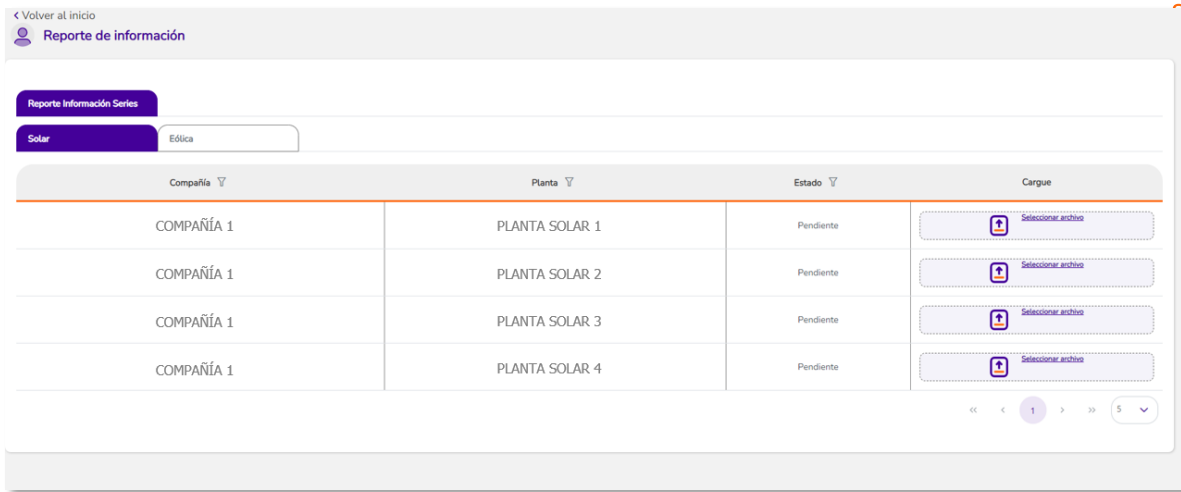 Volver al inicio
Reporte de información
Reporte Información Series
Solar Eólica
Compañía Planta Estado Cargue
COMPAÑÍA 1 PLANTA SOLAR 1 Pendiente Seleccionar archivo
COMPAÑÍA 1 PLANTA SOLAR 2 Pendiente Seleccionar archivo
COMPAÑÍA 1 PLANTA SOLAR 3 Pendiente Seleccionar archivo
COMPAÑÍA 1 PLANTA SOLAR 4 Pendiente Seleccionar archivo
<< < 1 > >> 5